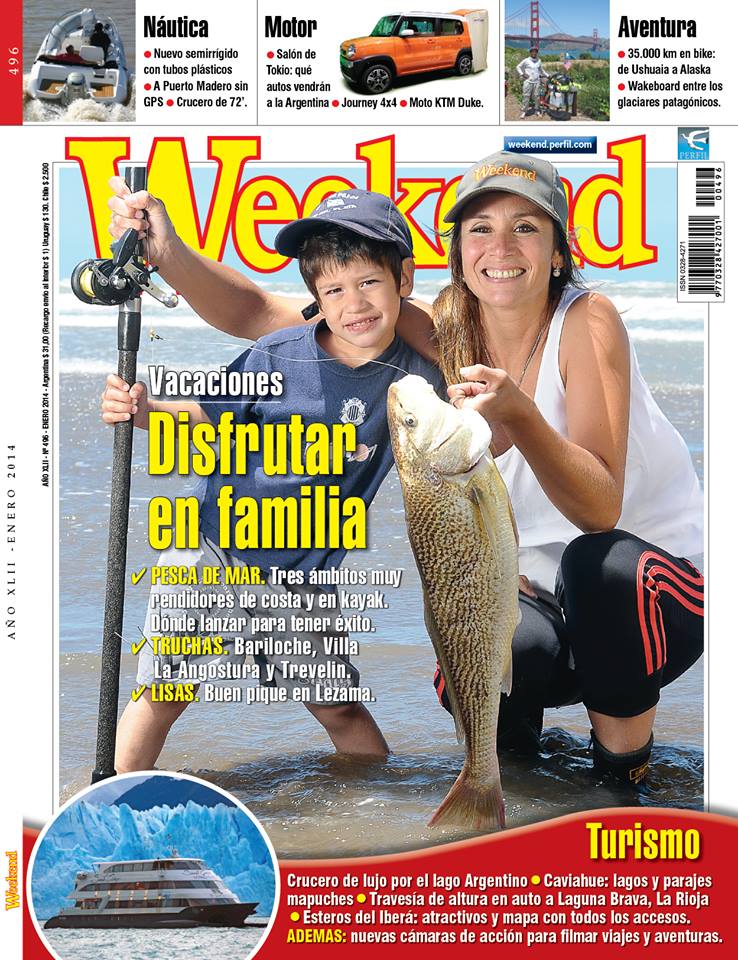 496
Náutica
● Nuevo semirrígido
con tubos plásticos
● A Puerto Madero sin
GPS ● Crucero de 72'.
Motor
● Salón de
Tokio: qué
autos vendrán
a la Argentina ● Journey 4x4 ● Moto KTM Duke.
Aventura
● 35.000 km en bike:
de Ushuaia a Alaska
● Wakeboard entre los
glaciares patagónicos.
Weekend
weekend.perfil.com
PERFIL
00496
ISSN 0328-4271
9 770328 427001
Weekend
AÑO XLII - Nº 496 - ENERO 2014 - Argentina $ 31,00 (Recargo envío al interior $ 1) Uruguay $ 130, Chile $ 2.500
AÑO XLII - ENERO 2014
Vacaciones
Disfrutar
en familia
✓ PESCA DE MAR. Tres ámbitos muy
rendidores de costa y en kayak.
Dónde lanzar para tener éxito.
✓ TRUCHAS. Bariloche, Villa
La Angostura y Trevelin.
✓ LISAS. Buen pique en Lezama.
Weekend
Turismo
Crucero de lujo por el lago Argentino ● Caviahue: lagos y parajes
mapuches ● Travesía de altura en auto a Laguna Brava, La Rioja
● Esteros del Iberá: atractivos y mapa con todos los accesos.
ADEMAS: nuevas cámaras de acción para filmar viajes y aventuras.